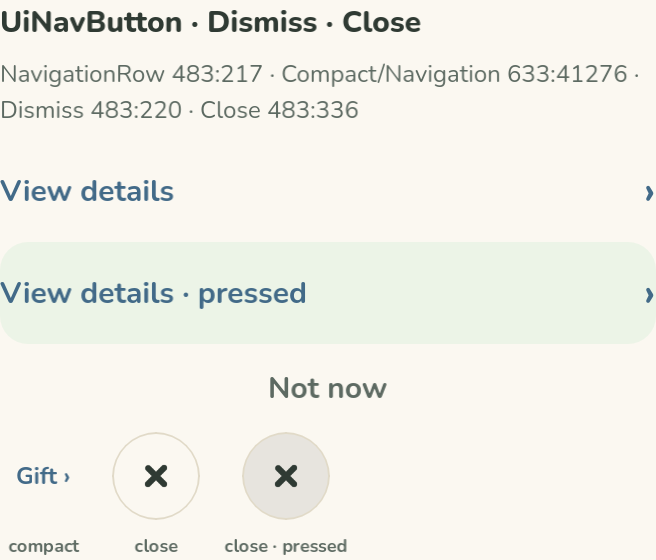 UiNavButton · Dismiss · Close
NavigationRow 483:217 · Compact/Navigation 633:41276 ·
Dismiss 483:220 · Close 483:336
View details ›
View details · pressed ›
Not now
Gift ›
compact close close · pressed